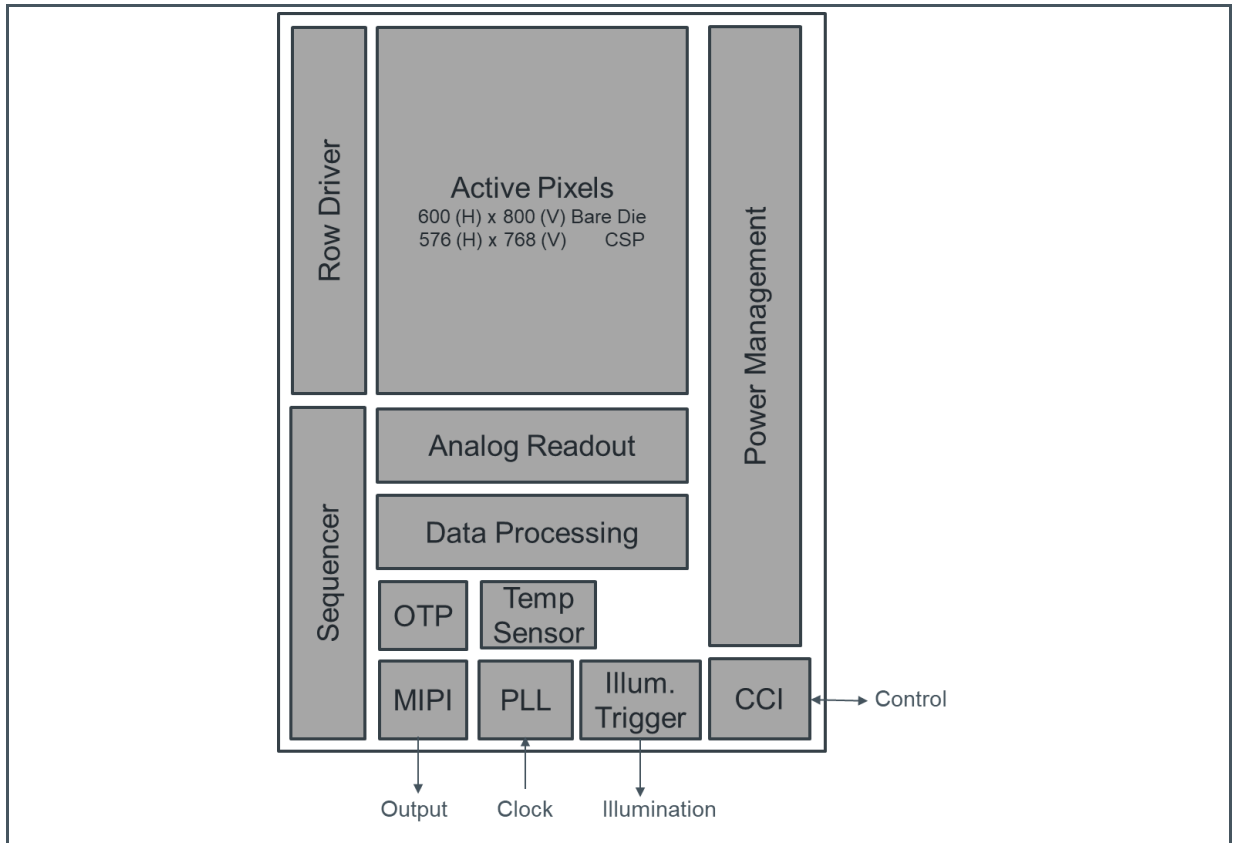 Row Driver
Active Pixels
600 (H) x 800 (V) Bare Die
576 (H) x 768 (V) CSP
Power Management
Sequencer
Analog Readout
Data Processing
OTP
Temp
Sensor
MIPI
PLL
Illum.
Trigger
CCI
Control
Output
Clock
Illumination